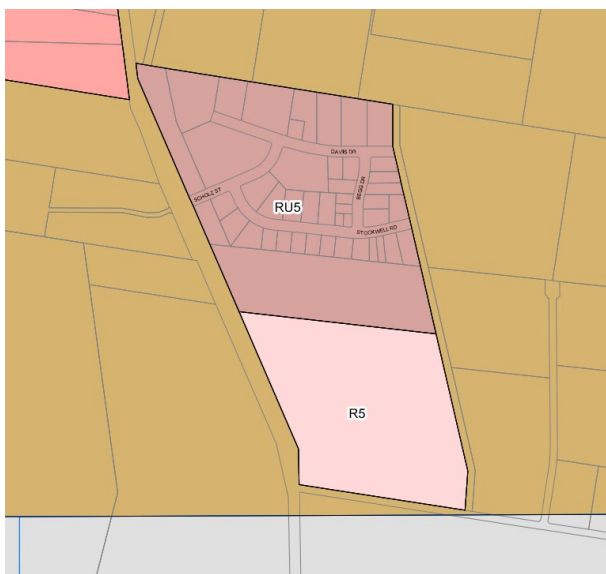 DAVIS DR
BEGG DR
SCHOLZ ST
RU5
STOCKWELL RD
R5